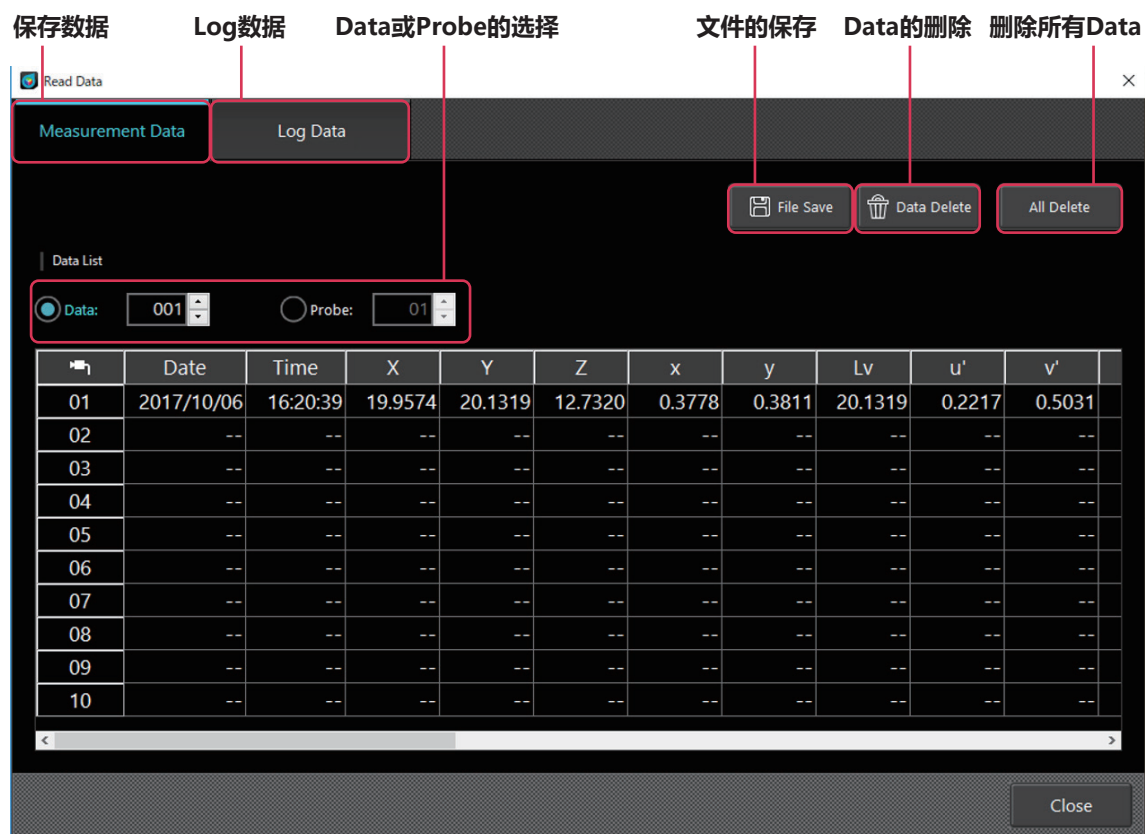 保存数据 Log数据 Data或Probe的选择 文件的保存 Data的删除 删除所有Data
Read Data
Measurement Data Log Data
File Save Data Delete All Delete
Data List
Data: 001 Probe: 01
Date Time X Y Z x y Lv u' v'
01 2017/10/06 16:20:39 19.9574 20.1319 12.7320 0.3778 0.3811 20.1319 0.2217 0.5031
02 -- -- -- -- -- -- -- -- -- --
03 -- -- -- -- -- -- -- -- -- --
04 -- -- -- -- -- -- -- -- -- --
05 -- -- -- -- -- -- -- -- -- --
06 -- -- -- -- -- -- -- -- -- --
07 -- -- -- -- -- -- -- -- -- --
08 -- -- -- -- -- -- -- -- -- --
09 -- -- -- -- -- -- -- -- -- --
10 -- -- -- -- -- -- -- -- -- --
Close